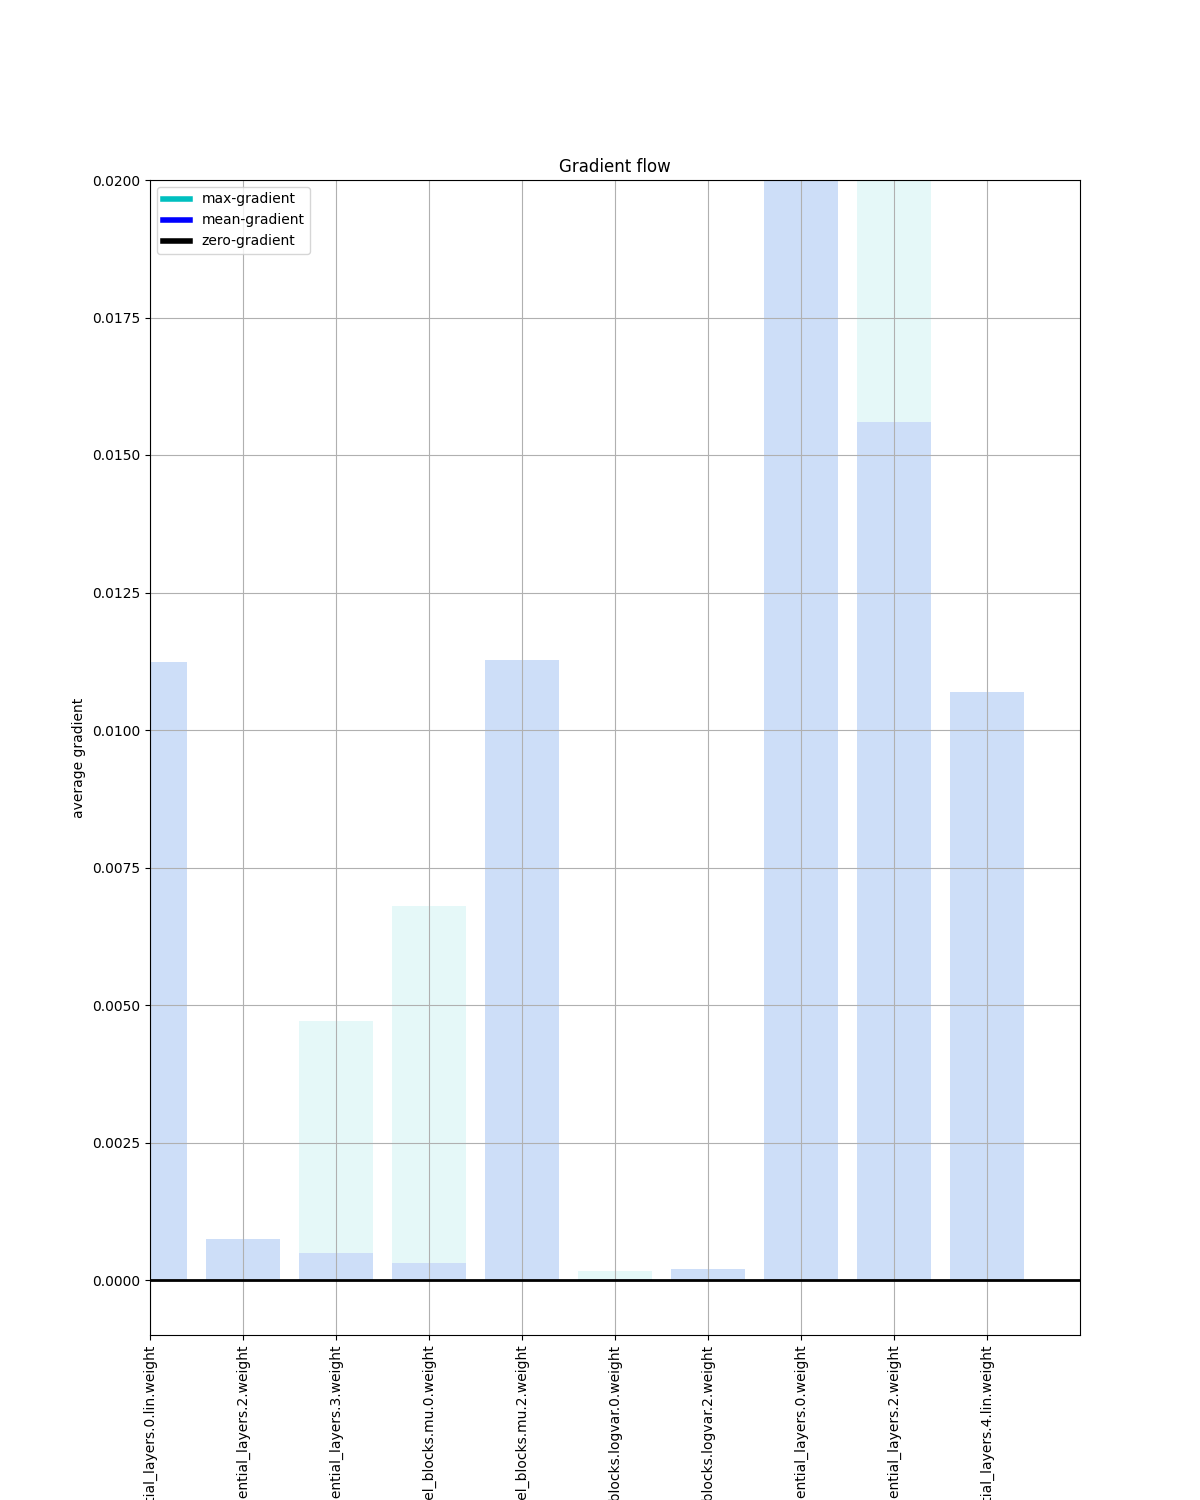 Gradient flow
max-gradient
mean-gradient
zero-gradient
0.0200
0.0175
0.0150
0.0125
0.0100
0.0075
0.0050
0.0025
0.0000
average gradient
tial_layers.0.lin.weight
ential_layers.2.weight
ential_layers.3.weight
el_blocks.mu.0.weight
el_blocks.mu.2.weight
blocks.logvar.0.weight
blocks.logvar.2.weight
ential_layers.0.weight
ential_layers.2.weight
tial_layers.4.lin.weight